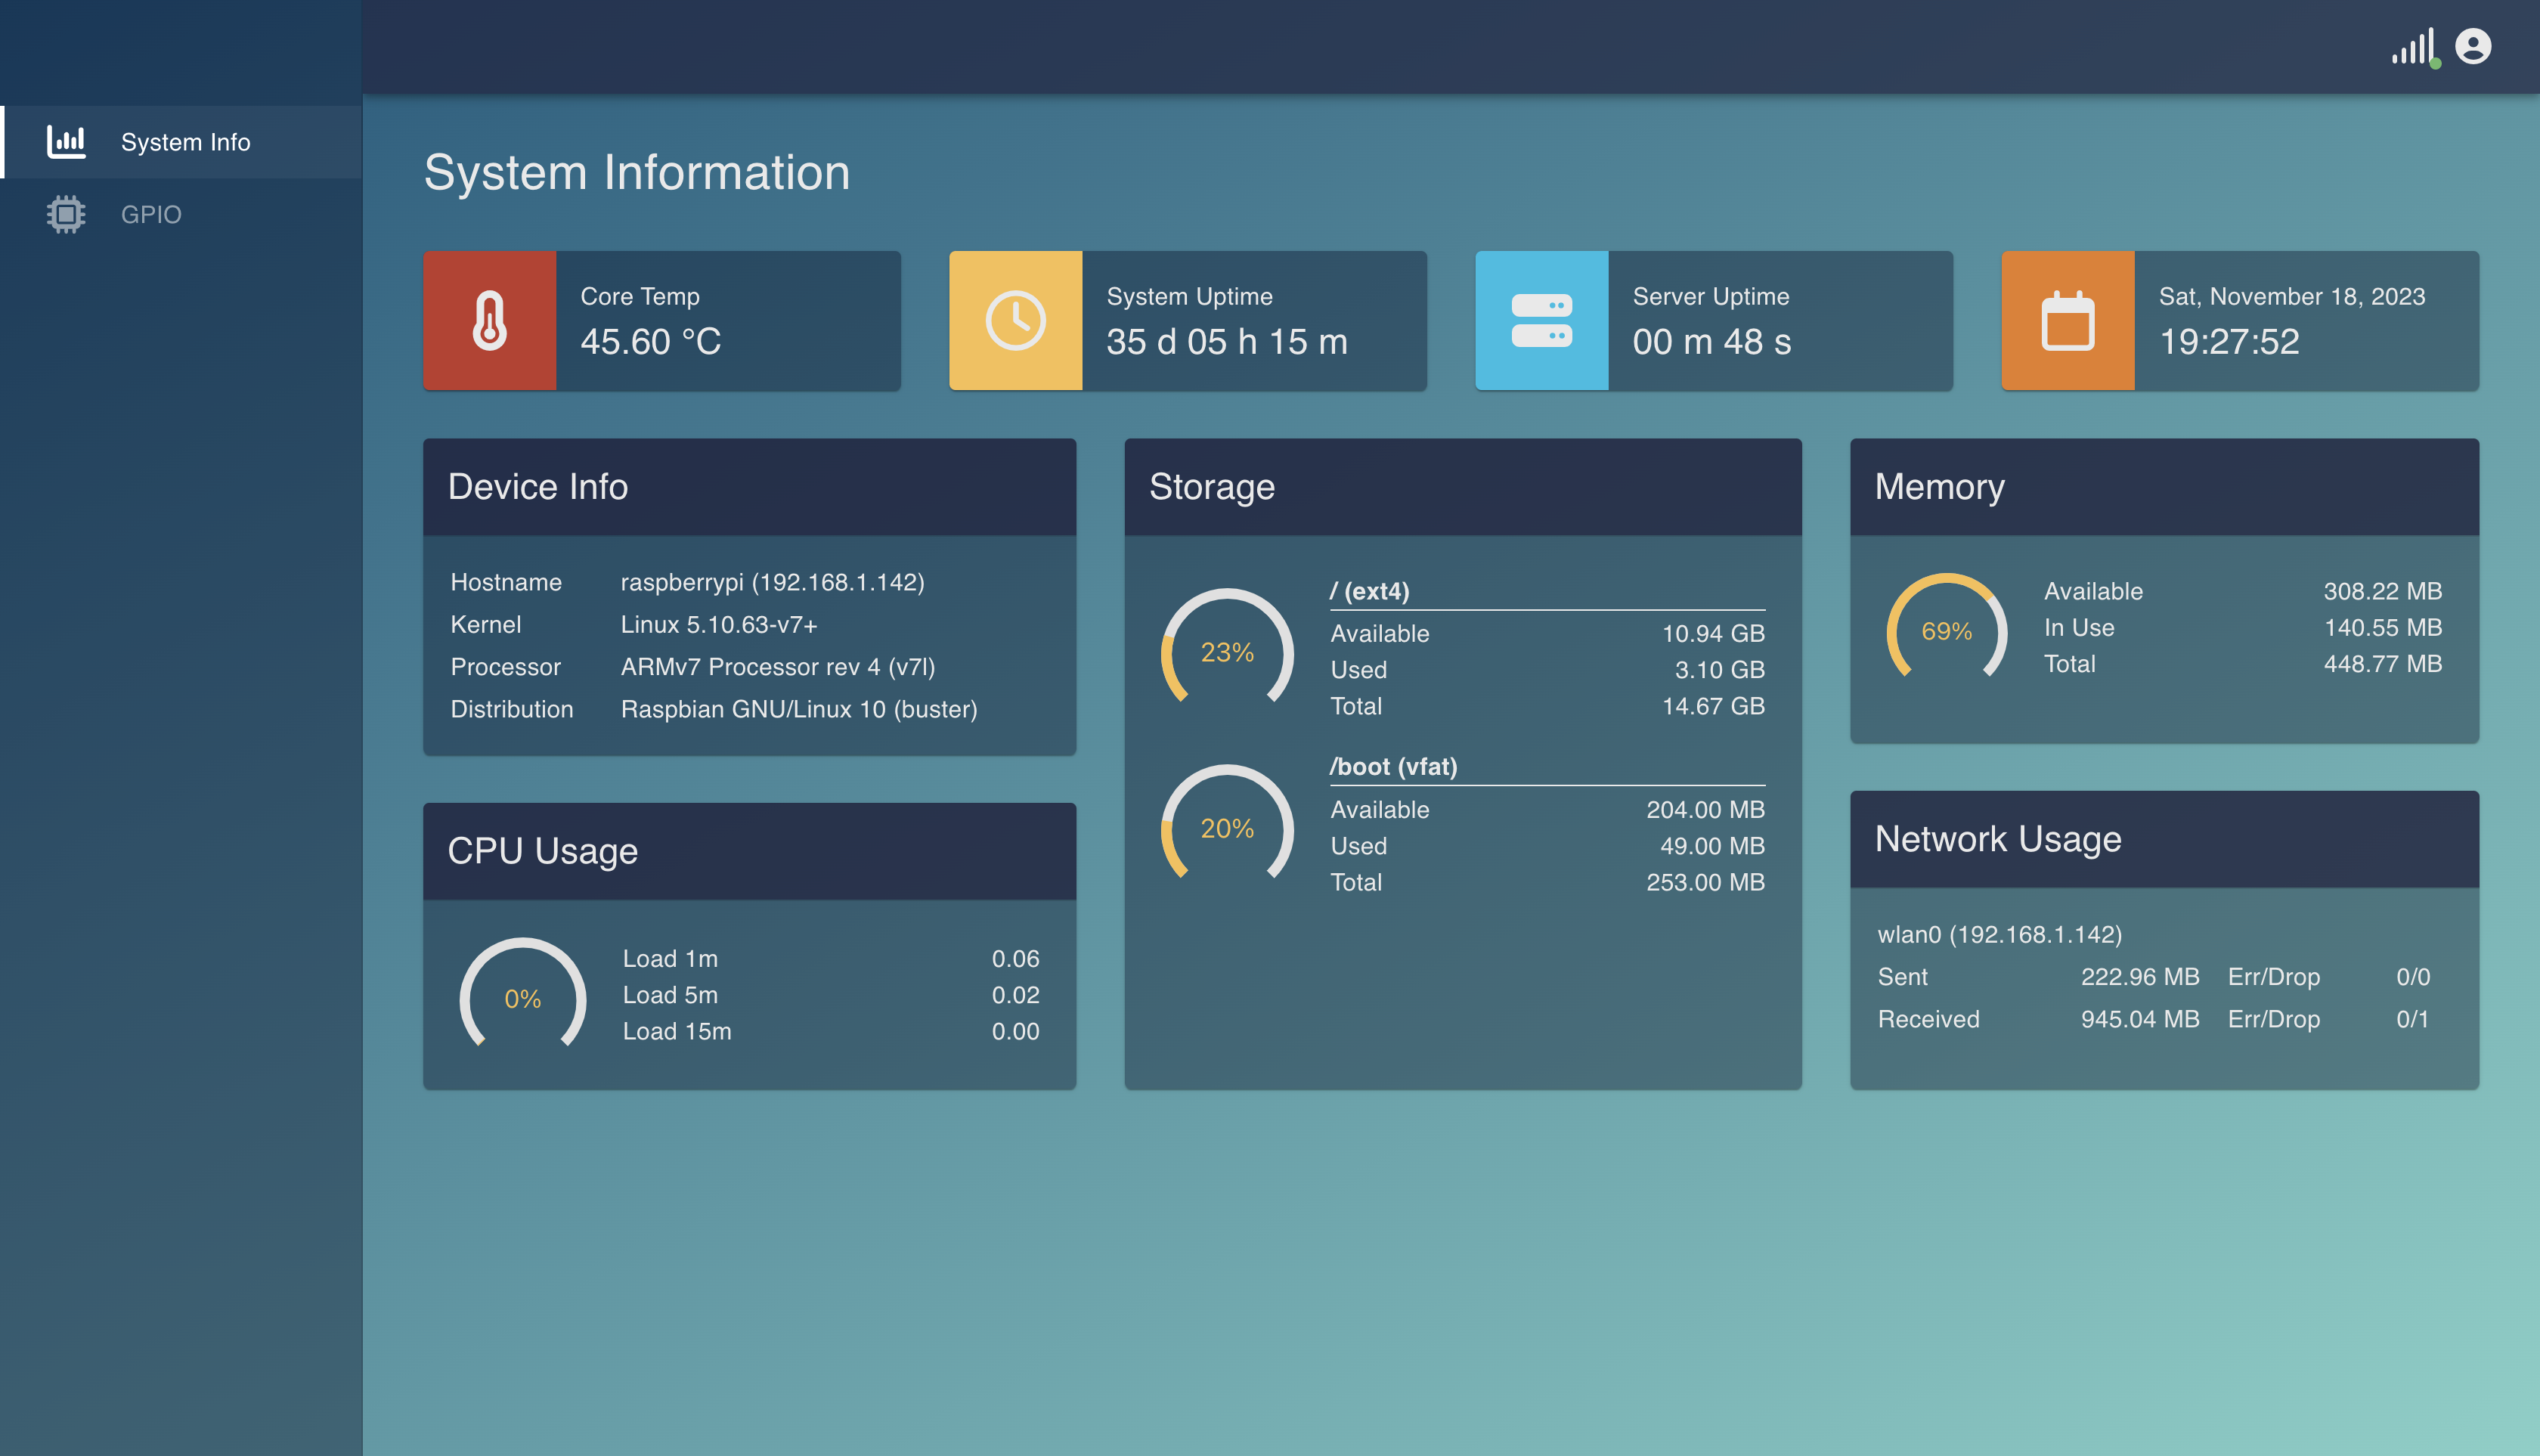 System Info
GPIO
System Information
Core Temp
45.60 °C
System Uptime
35 d 05 h 15 m
Server Uptime
00 m 48 s
Sat, November 18, 2023
19:27:52
Device Info
Hostname raspberrypi (192.168.1.142)
Kernel Linux 5.10.63-v7+
Processor ARMv7 Processor rev 4 (v7l)
Distribution Raspbian GNU/Linux 10 (buster)
CPU Usage
0%
Load 1m 0.06
Load 5m 0.02
Load 15m 0.00
Storage
23%
/ (ext4)
Available 10.94 GB
Used 3.10 GB
Total 14.67 GB
20%
/boot (vfat)
Available 204.00 MB
Used 49.00 MB
Total 253.00 MB
Memory
69%
Available 308.22 MB
In Use 140.55 MB
Total 448.77 MB
Network Usage
wlan0 (192.168.1.142)
Sent 222.96 MB Err/Drop 0/0
Received 945.04 MB Err/Drop 0/1